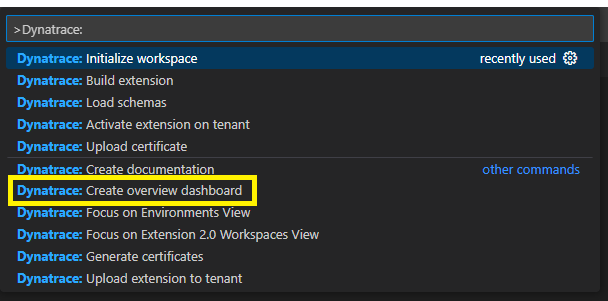 >Dynatrace:
Dynatrace: Initialize workspace recently used
Dynatrace: Build extension
Dynatrace: Load schemas
Dynatrace: Activate extension on tenant
Dynatrace: Upload certificate
Dynatrace: Create documentation other commands
Dynatrace: Create overview dashboard
Dynatrace: Focus on Environments View
Dynatrace: Focus on Extension 2.0 Workspaces View
Dynatrace: Generate certificates
Dynatrace: Upload extension to tenant